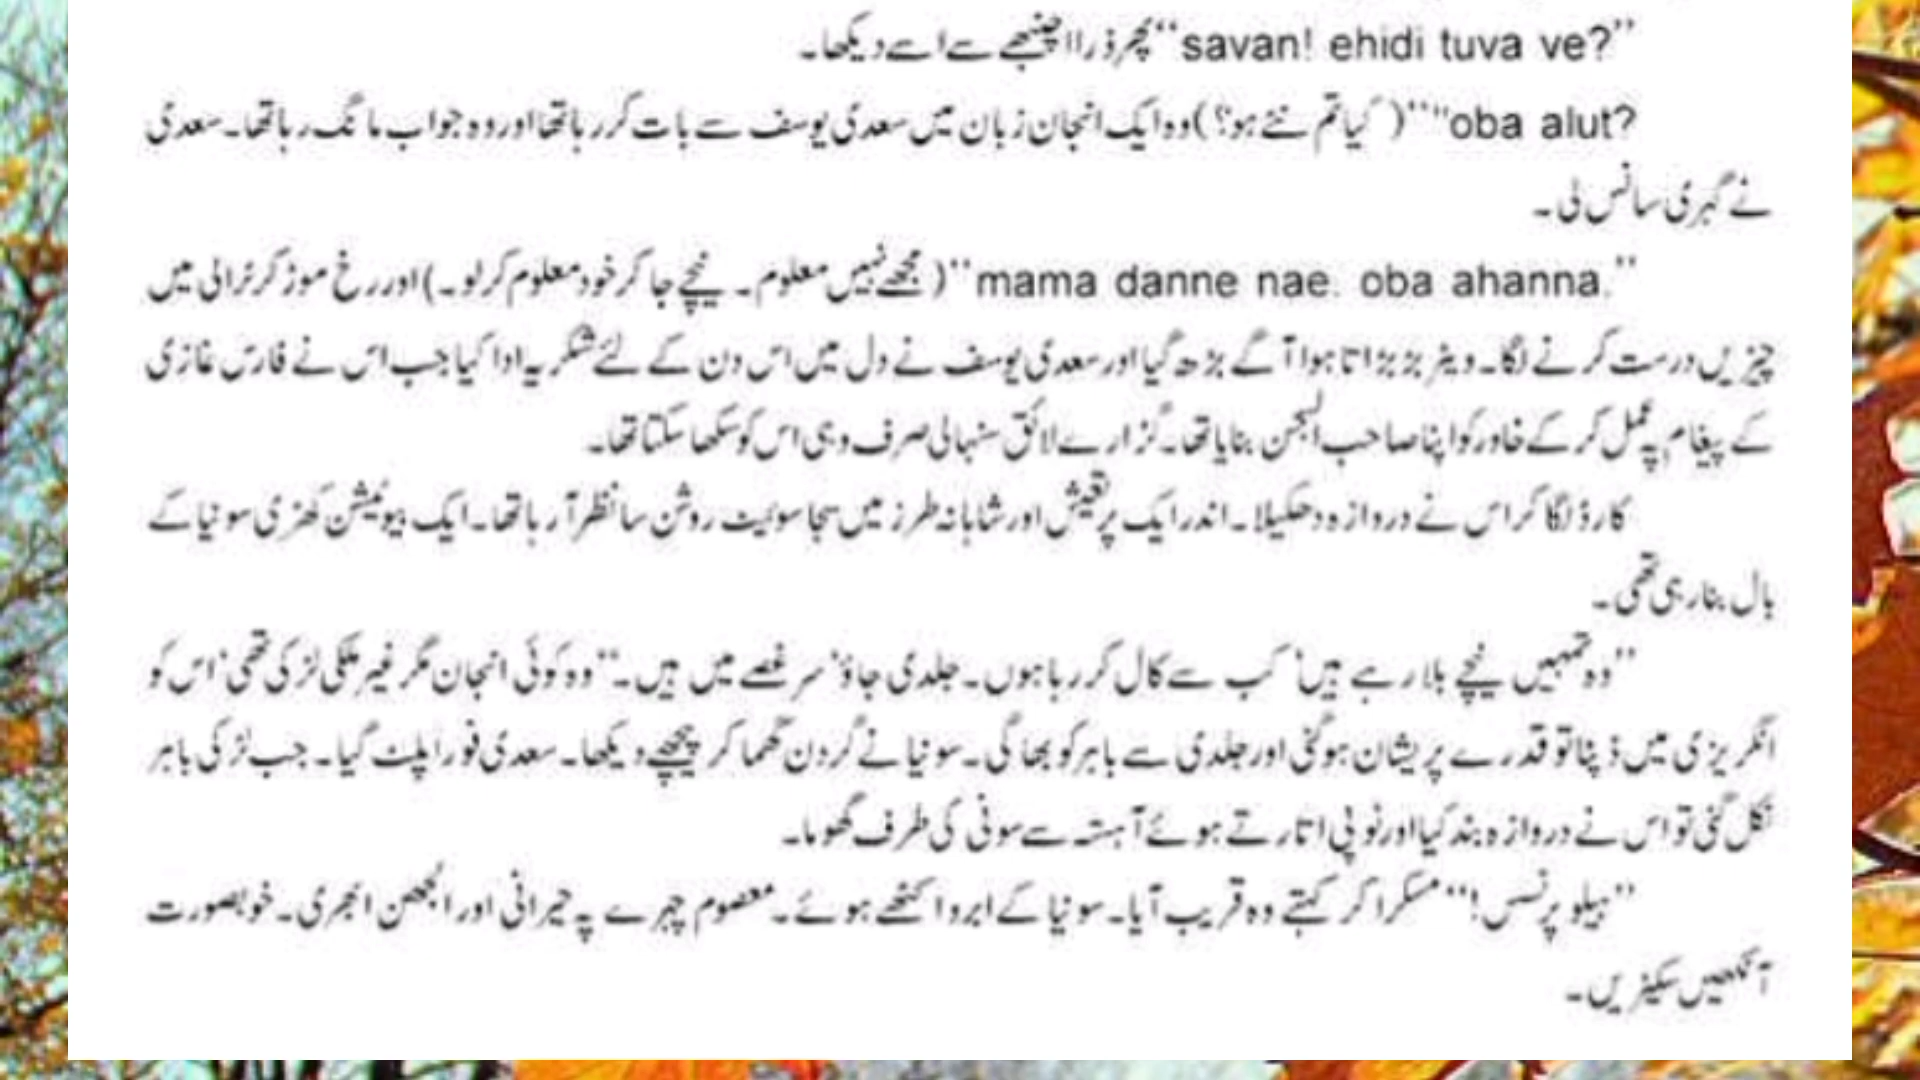 ”savan! ehidi tuva ve?“ پھر ذرا اچنبھے سے اسے دیکھا۔
”oba alut?“ (کیا تم نئے ہو؟) وہ ایک انجان زبان میں سعدی یوسف سے بات کر رہا تھا اور وہ جواب مانگ رہا تھا۔ سعدی
نے گہری سانس لی۔
”mama danne nae. oba ahanna.“ (مجھے نہیں معلوم۔ نیچے جا کر خود معلوم کر لو۔) اور رخ موڑ کر ٹرالی میں
چیزیں درست کرنے لگا۔ ویٹر بڑبڑاتا ہوا آگے بڑھ گیا اور سعدی یوسف نے دل میں اس دن کے لئے شکریہ ادا کیا جب اس نے فارس غازی
کے پیغام پہ عمل کر کے خاور کو اپنا صاحب السجن بنایا تھا۔ گزارے لائق سنہالی صرف وہی اس کو سکھا سکتا تھا۔
کارڈ لگا کر اس نے دروازہ دھکیلا۔ اندر ایک پرتعیش اور شاہانہ طرز میں سجا سوئیٹ روشن سا نظر آ رہا تھا۔ ایک بیوٹیشن کھڑی سونیا کے
بال بنا رہی تھی۔
”وہ تمہیں نیچے بلا رہے ہیں‘ کب سے کال کر رہا ہوں۔ جلدی جاؤ‘ سر غصے میں ہیں۔“ وہ کوئی انجان مگر غیر ملکی لڑکی تھی‘ اس کو
انگریزی میں ڈپٹا تو قدرے پریشان ہو گئی اور جلدی سے باہر کو بھاگی۔ سونیا نے گردن گھما کر پیچھے دیکھا۔ سعدی فوراً پلٹ گیا۔ جب لڑکی باہر
نکل گئی تو اس نے دروازہ بند کیا اور ٹوپی اتارتے ہوئے آہستہ سے سونی کی طرف گھوما۔
”ہیلو پرنسس!“ مسکرا کر کہتے وہ قریب آیا۔ سونیا کے ابرو اکٹھے ہوئے۔ معصوم چہرے پہ حیرانی اور الجھن ابھری۔ خوبصورت
آنکھیں سکیڑیں۔